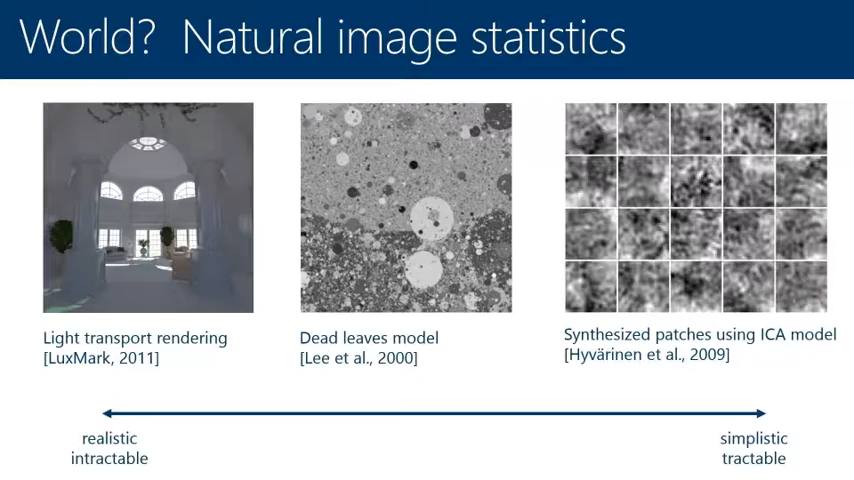 World? Natural image statistics
Light transport rendering
[LuxMark, 2011]
Dead leaves model
[Lee et al., 2000]
Synthesized patches using ICA model
[Hyvärinen et al., 2009]
realistic
intractable
simplistic
tractable